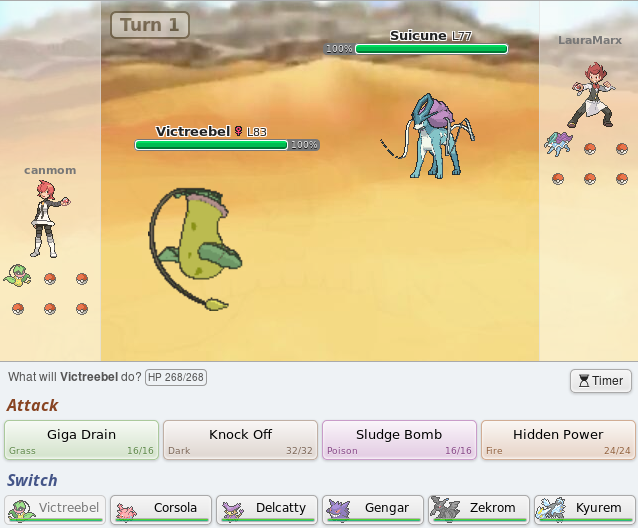 Turn 1
Suicune L77
100%
LauraMarx
Victreebel L83
100%
canmom
What will Victreebel do? HP 268/268
Timer
Attack
Giga Drain
Grass 16/16
Knock Off
Dark 32/32
Sludge Bomb
Poison 16/16
Hidden Power
Fire 24/24
Switch
Victreebel
Corsola
Delcatty
Gengar
Zekrom
Kyurem